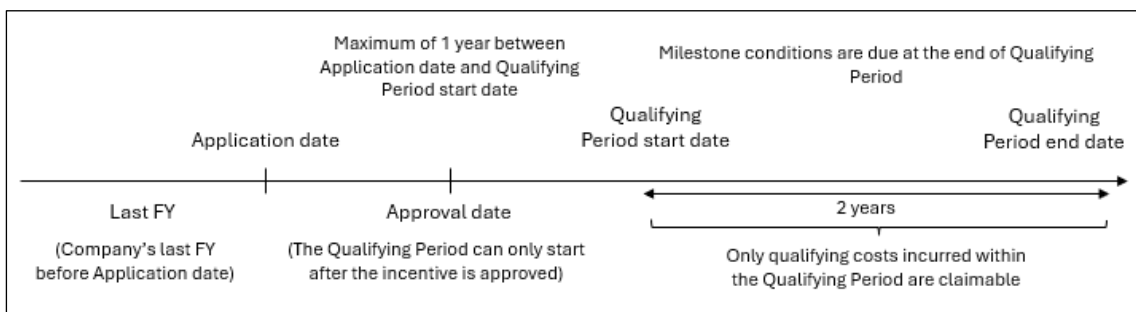 Maximum of 1 year between
Application date and Qualifying
Period start date
Milestone conditions are due at the end of Qualifying
Period
Application date
Qualifying
Period start date
Qualifying
Period end date
Last FY
(Company's last FY
before Application date)
Approval date
(The Qualifying Period can only start
after the incentive is approved)
2 years
Only qualifying costs incurred within
the Qualifying Period are claimable